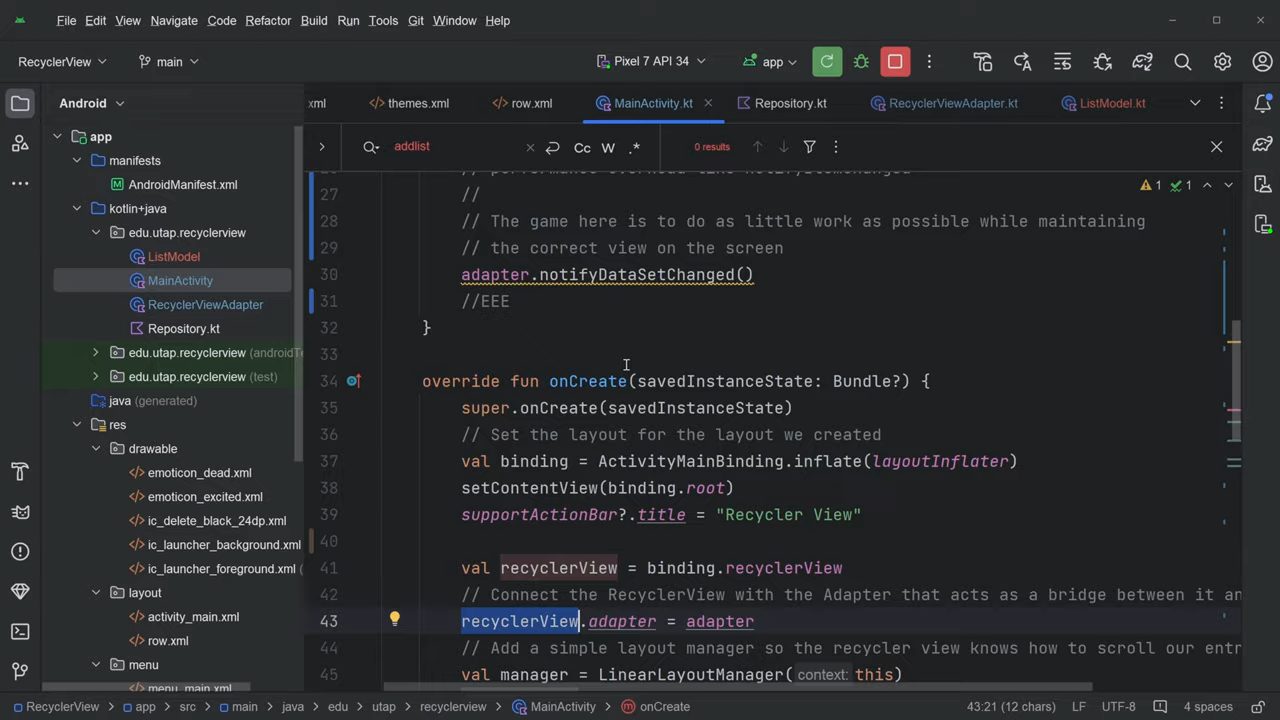 File Edit View Navigate Code Refactor Build Run Tools Git Window Help
RecyclerView main Pixel 7 API 34 app
Android
xml themes.xml row.xml MainActivity.kt Repository.kt RecyclerViewAdapter.kt ListModel.kt
addlist Cc W .* 0 results
app
manifests
AndroidManifest.xml
kotlin+java
edu.utap.recyclerview
ListModel
MainActivity
RecyclerViewAdapter
Repository.kt
edu.utap.recyclerview (androidTe
edu.utap.recyclerview (test)
java (generated)
res
drawable
emoticon_dead.xml
emoticon_excited.xml
ic_delete_black_24dp.xml
ic_launcher_background.xml
ic_launcher_foreground.xml (
layout
activity_main.xml
row.xml
menu
menu_main.xml
1 1
27 //
28 // The game here is to do as little work as possible while maintaining
29 // the correct view on the screen
30 adapter.notifyDataSetChanged()
31 //EEE
32 }
33
34 override fun onCreate(savedInstanceState: Bundle?) {
35 super.onCreate(savedInstanceState)
36 // Set the layout for the layout we created
37 val binding = ActivityMainBinding.inflate(layoutInflater)
38 setContentView(binding.root)
39 supportActionBar?.title = "Recycler View"
40
41 val recyclerView = binding.recyclerView
42 // Connect the RecyclerView with the Adapter that acts as a bridge between it an
43 recyclerView.adapter = adapter
44 // Add a simple layout manager so the recycler view knows how to scroll our entr
45 val manager = LinearLayoutManager( context: this)
RecyclerView > app > src > main > java > edu > utap > recyclerview > MainActivity > onCreate 43:21 (12 chars) LF UTF-8 4 spaces